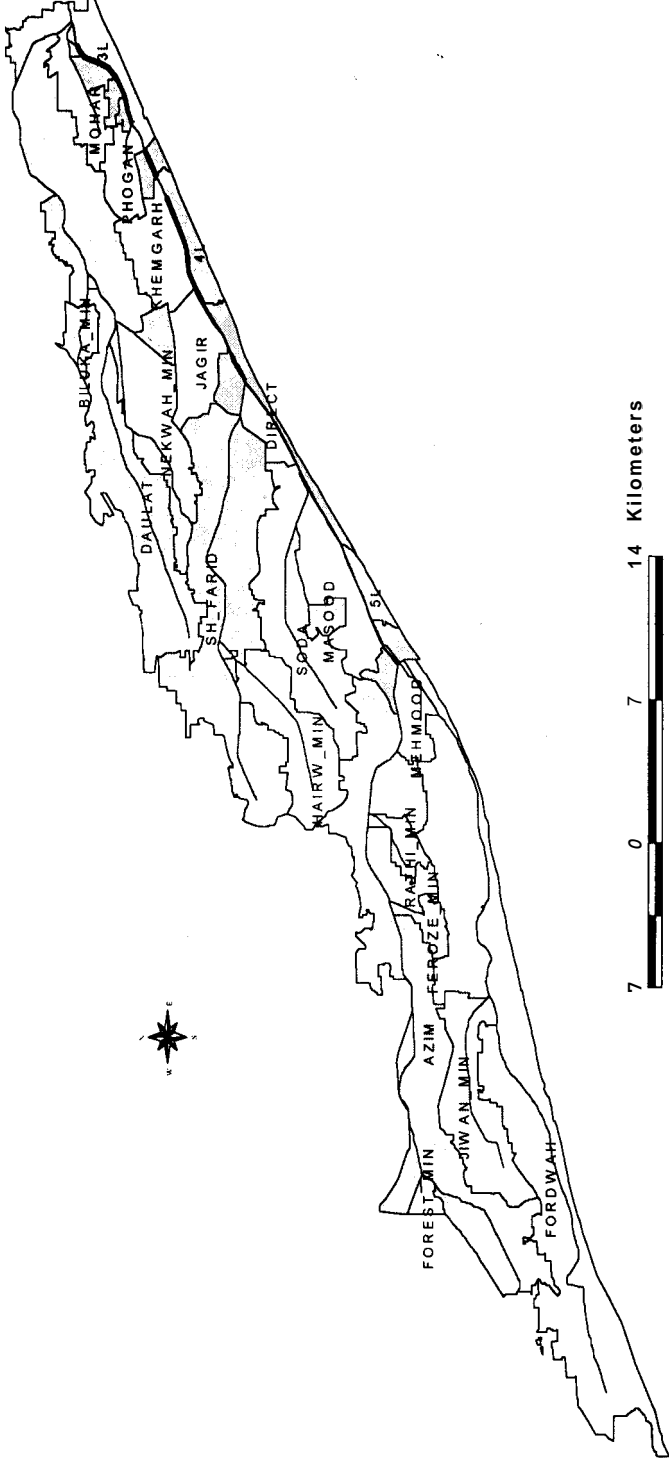 3L
MOHAR
PHOGAN
KHEMGARH
4L
BILUKA_MIN
NEKWAH_MIN
JAGIR
DAULAT
DIRECT
SH_FARID
SODA
MASOOD
5L
HAIRW_MIN
MEHMOOD
RATHI_MIN
FEROZE_MIN
AZIM
JIWAN_MIN
FOREST_MIN
FORDWAH
W
E
S
7 0 7 14 Kilometers